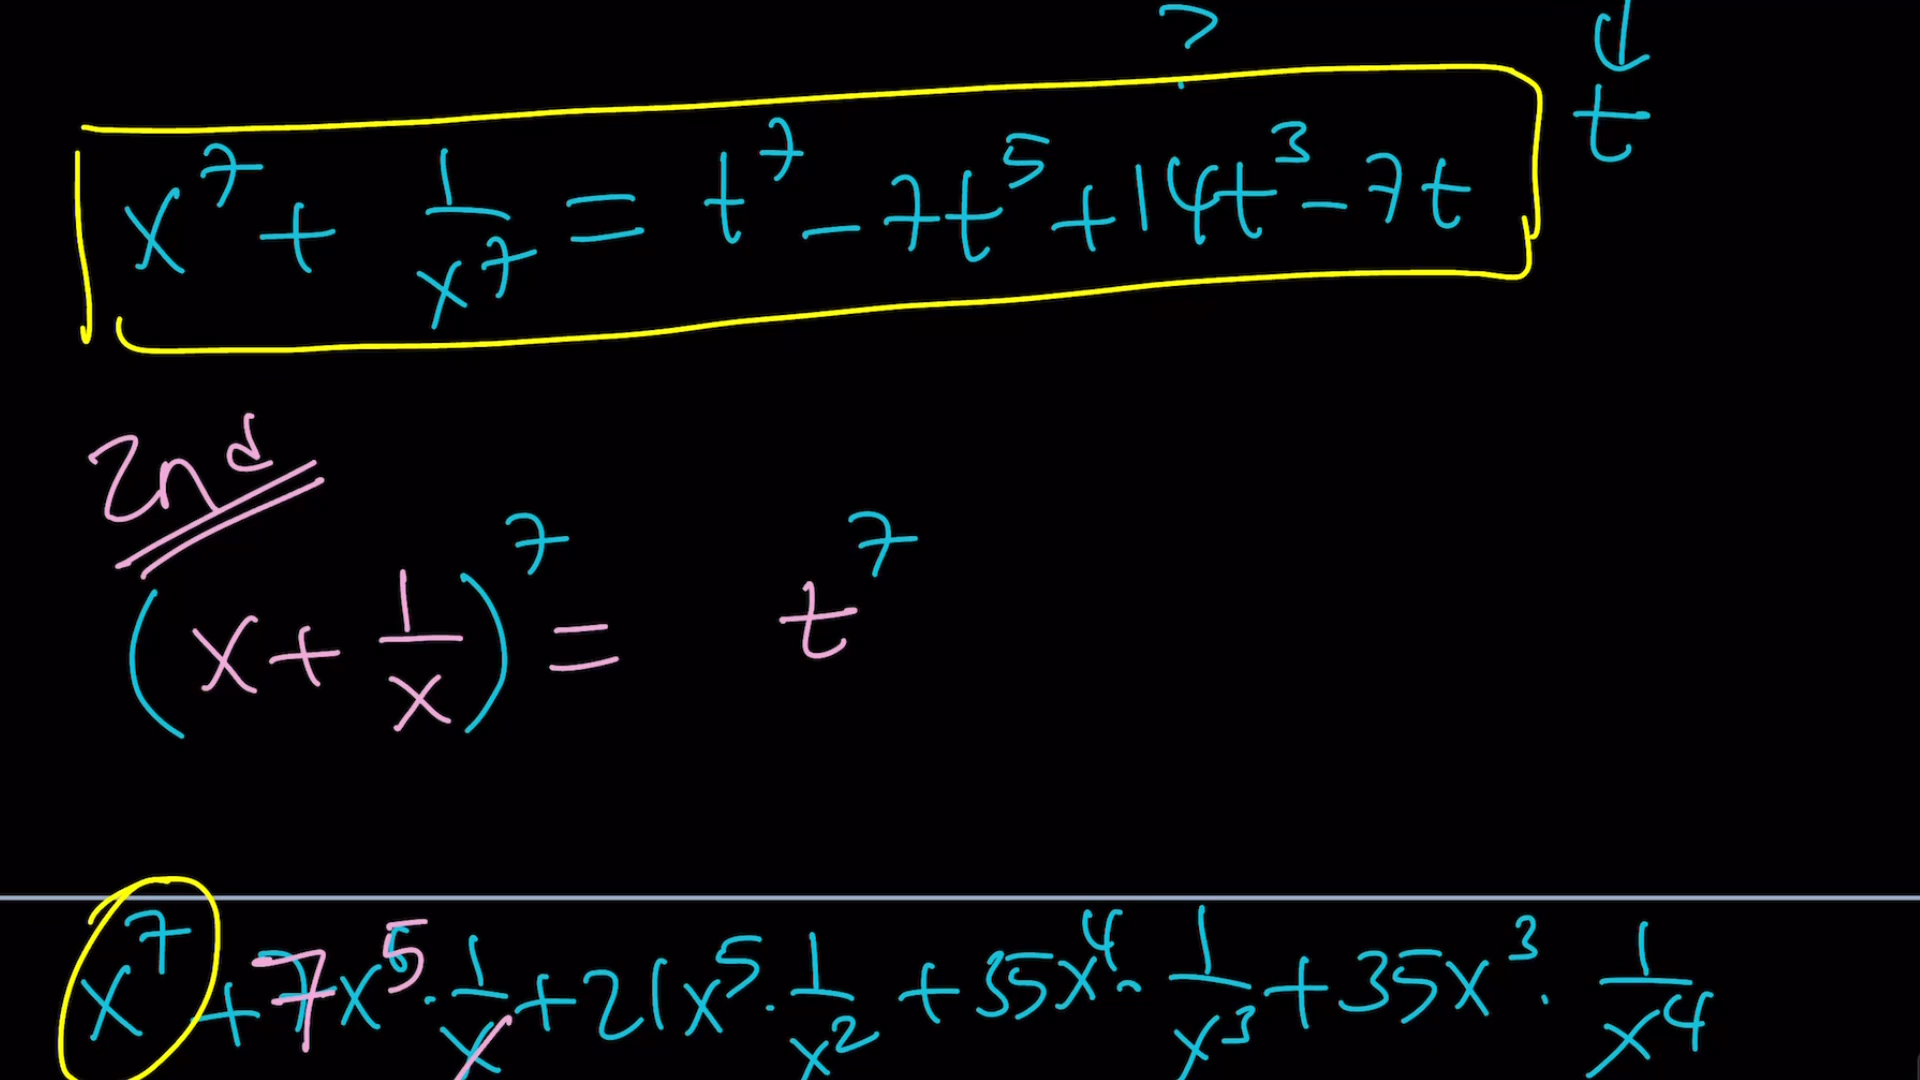 ?
t
x⁷ + 1/x⁷ = t⁷ - 7t⁵ + 14t³ - 7t
2nd
(x + 1/x)⁷ = t⁷
x⁷ + 7x⁵ · 1/x + 21x⁵ · 1/x² + 35x⁴ · 1/x³ + 35x³ · 1/x⁴